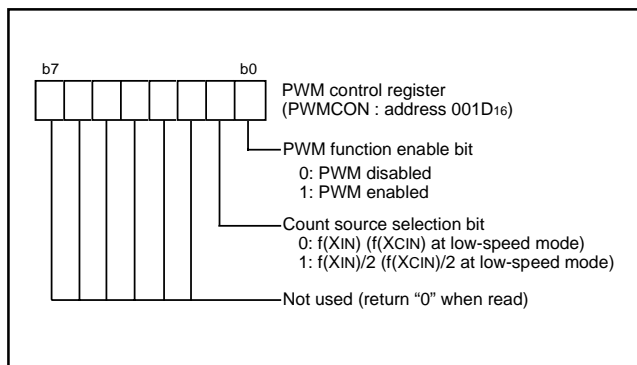 b7 b0
PWM control register
(PWMCON : address 001D16)
PWM function enable bit
0: PWM disabled
1: PWM enabled
Count source selection bit
0: f(XIN) (f(XCIN) at low-speed mode)
1: f(XIN)/2 (f(XCIN)/2 at low-speed mode)
Not used (return “0” when read)